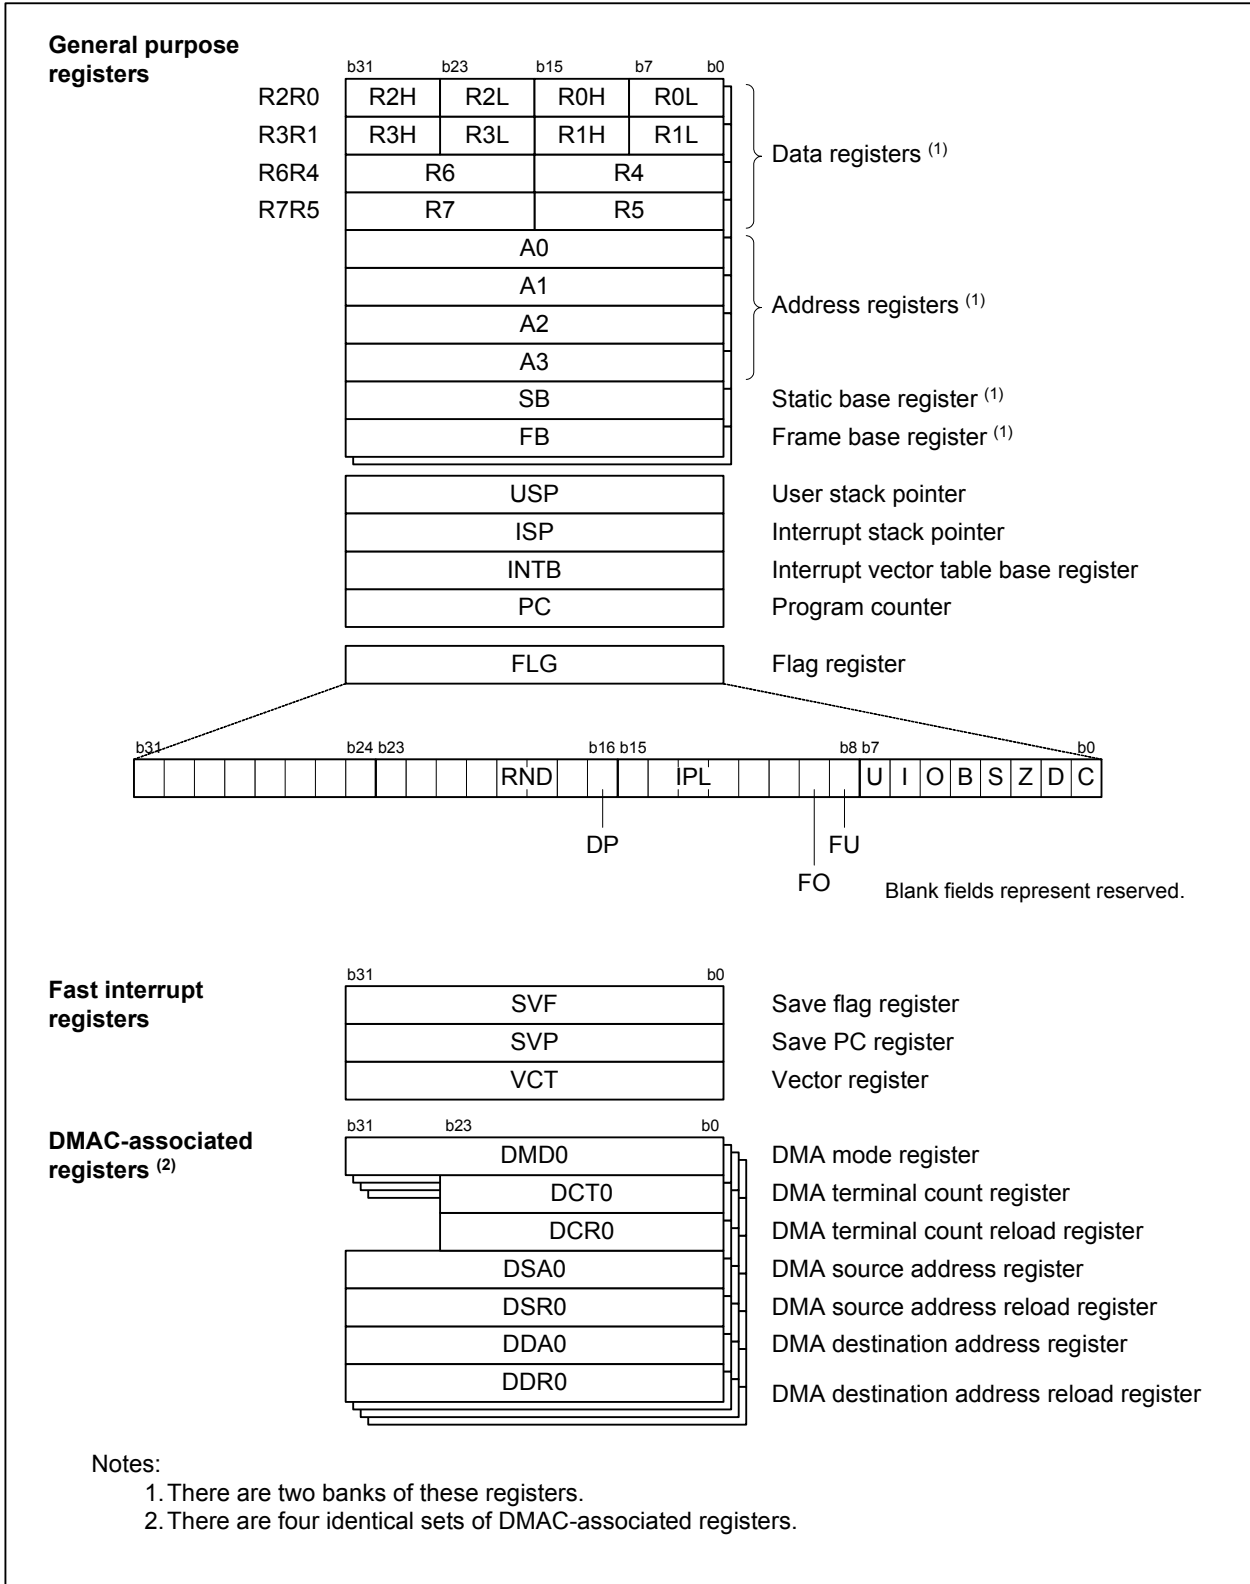 General purpose
registers
b31 b23 b15 b7 b0
R2R0 R2H R2L R0H R0L
R3R1 R3H R3L R1H R1L
Data registers (1)
R6R4 R6 R4
R7R5 R7 R5
A0
A1
Address registers (1)
A2
A3
SB Static base register (1)
FB Frame base register (1)
USP User stack pointer
ISP Interrupt stack pointer
INTB Interrupt vector table base register
PC Program counter
FLG Flag register
b31 b24 b23 b16 b15 b8 b7 b0
RND IPL U I O B S Z D C
DP FU
FO
Blank fields represent reserved.
Fast interrupt
registers
b31 b0
SVF Save flag register
SVP Save PC register
VCT Vector register
DMAC-associated
registers (2)
b31 b23 b0
DMD0 DMA mode register
DCT0 DMA terminal count register
DCR0 DMA terminal count reload register
DSA0 DMA source address register
DSR0 DMA source address reload register
DDA0 DMA destination address register
DDR0 DMA destination address reload register
Notes:
1. There are two banks of these registers.
2. There are four identical sets of DMAC-associated registers.